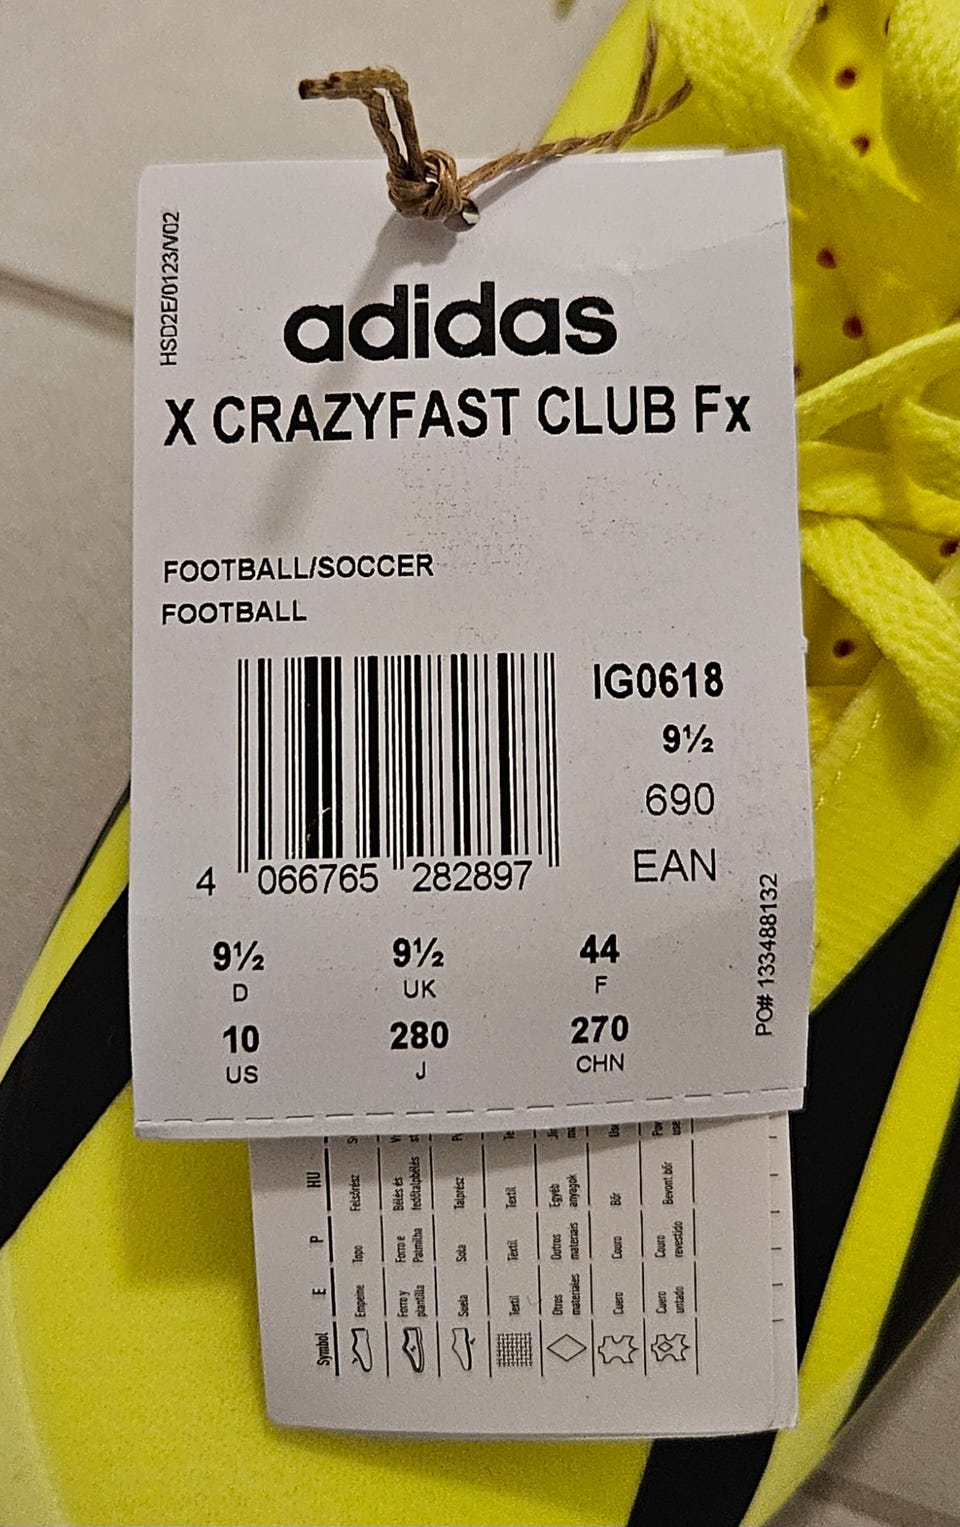 HSD2E/0123/V02
adidas
X CRAZYFAST CLUB Fx
FOOTBALL/SOCCER
FOOTBALL
IG0618
9½
690
EAN
4 066765 282897
PO# 133488132
9½ 9½ 44
D UK F
10 280 270
US J CHN
Symbol E P HU
Empeine Topo Felsőrész
Forro y plantilla Forro e Palmilha Bélés és fedőtalpbélés
Suela Sola Talprész
Textil Têxtil Textil
Otros materiales Outros materiais Egyéb anyagok
Cuero Couro Bőr
Cuero untado Couro revestido Bevont bőr